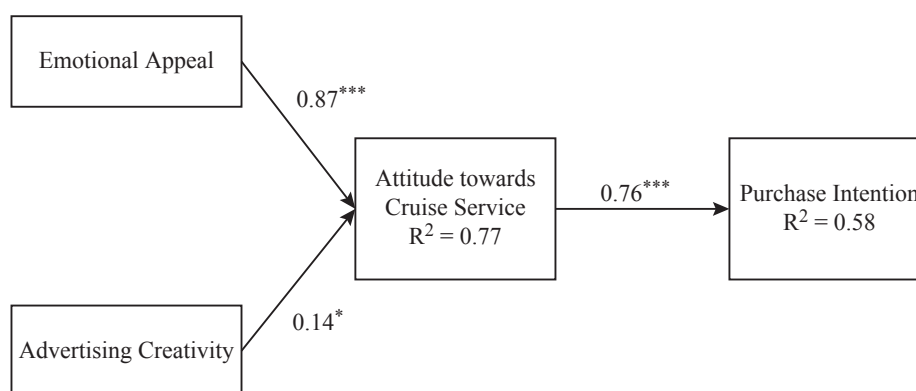 Emotional Appeal
0.87***
Attitude towards
Cruise Service
R² = 0.77
0.76***
Purchase Intention
R² = 0.58
0.14*
Advertising Creativity